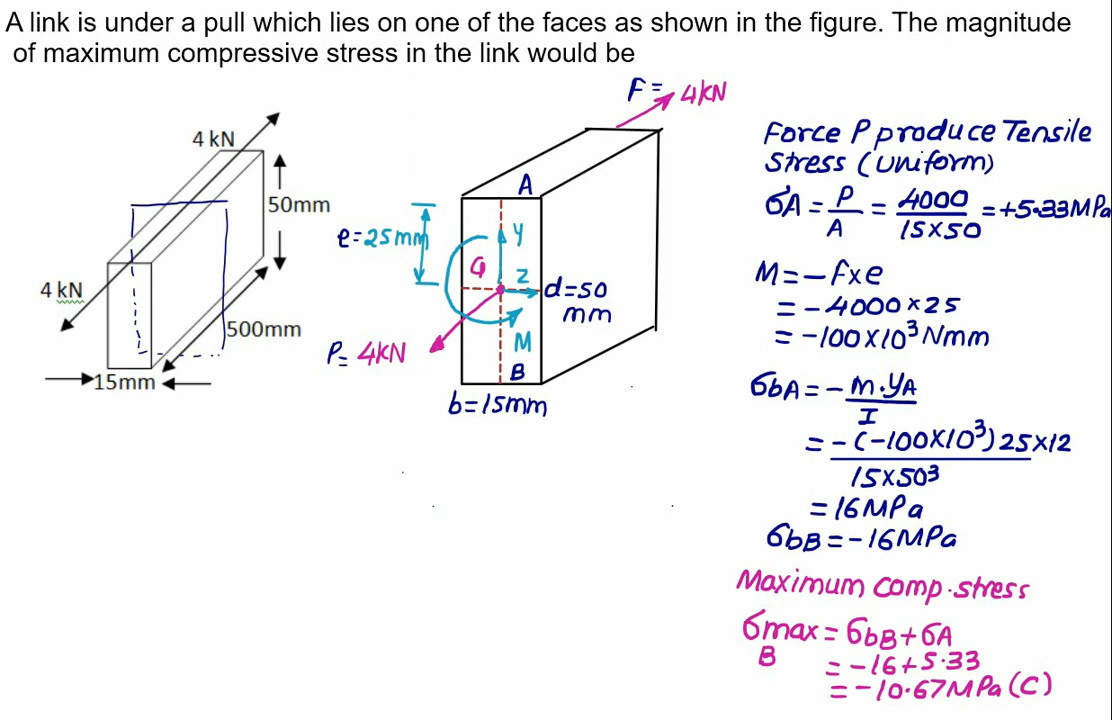 A link is under a pull which lies on one of the faces as shown in the figure. The magnitude
of maximum compressive stress in the link would be
4 kN
50mm
4 kN
500mm
15mm
F = 4kN
A
e=25mm
y
G
z
d=50
mm
M
P= 4kN
B
b=15mm
Force P produce Tensile
Stress (Uniform)
σA = P/A = 4000/15×50 = +5.33MPa
M = - F×e
= - 4000×25
= -100×10³ Nmm
σbA = - M.yA/I
= -(-100×10³)25×12/15×50³
= 16MPa
σbB = -16MPa
Maximum comp.stress
σmax = σbB + σA
B
= -16+5.33
= -10.67MPa (C)